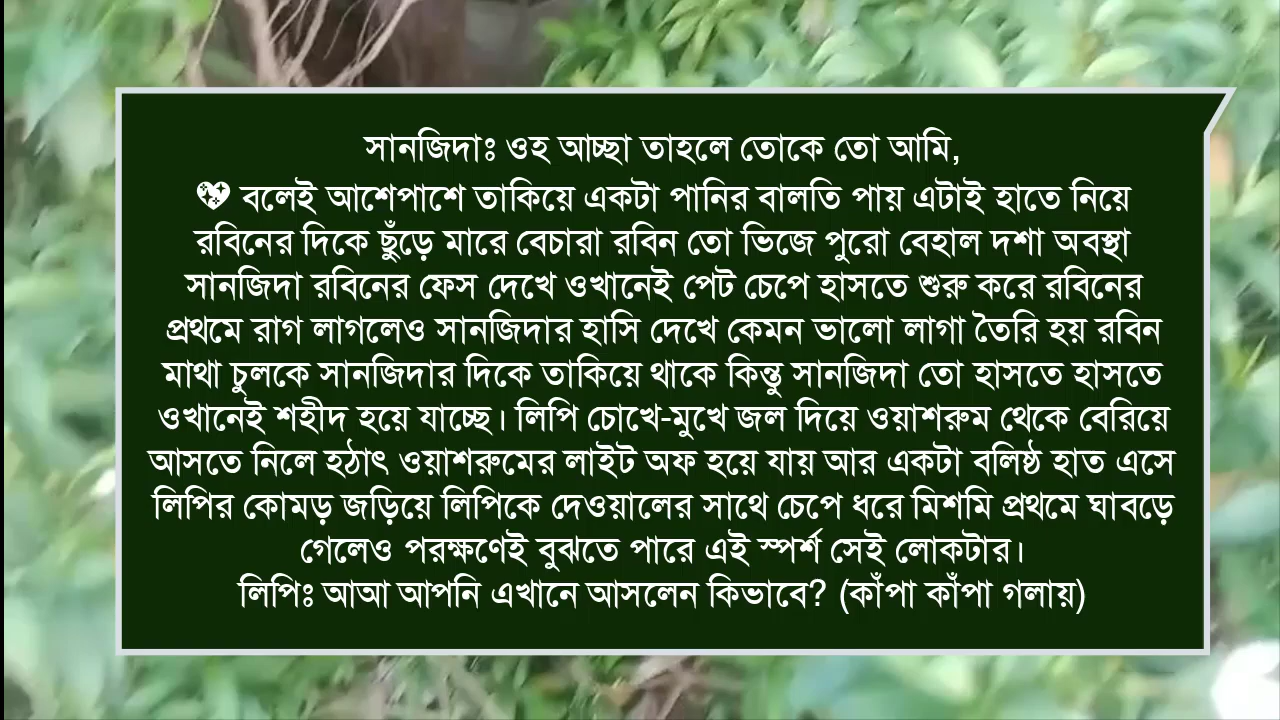 সানজিদাঃ ওহ আচ্ছা তাহলে তোকে তো আমি,
💖 বলেই আশেপাশে তাকিয়ে একটা পানির বালতি পায় এটাই হাতে নিয়ে
রবিনের দিকে ছুঁড়ে মারে বেচারা রবিন তো ভিজে পুরো বেহাল দশা অবস্থা
সানজিদা রবিনের ফেস দেখে ওখানেই পেট চেপে হাসতে শুরু করে রবিনের
প্রথমে রাগ লাগলেও সানজিদার হাসি দেখে কেমন ভালো লাগা তৈরি হয় রবিন
মাথা চুলকে সানজিদার দিকে তাকিয়ে থাকে কিন্তু সানজিদা তো হাসতে হাসতে
ওখানেই শহীদ হয়ে যাচ্ছে। লিপি চোখে-মুখে জল দিয়ে ওয়াশরুম থেকে বেরিয়ে
আসতে নিলে হঠাৎ ওয়াশরুমের লাইট অফ হয়ে যায় আর একটা বলিষ্ঠ হাত এসে
লিপির কোমড় জড়িয়ে লিপিকে দেওয়ালের সাথে চেপে ধরে মিশমি প্রথমে ঘাবড়ে
গেলেও পরক্ষণেই বুঝতে পারে এই স্পর্শ সেই লোকটার।
লিপিঃ আআ আপনি এখানে আসলেন কিভাবে? (কাঁপা কাঁপা গলায়)